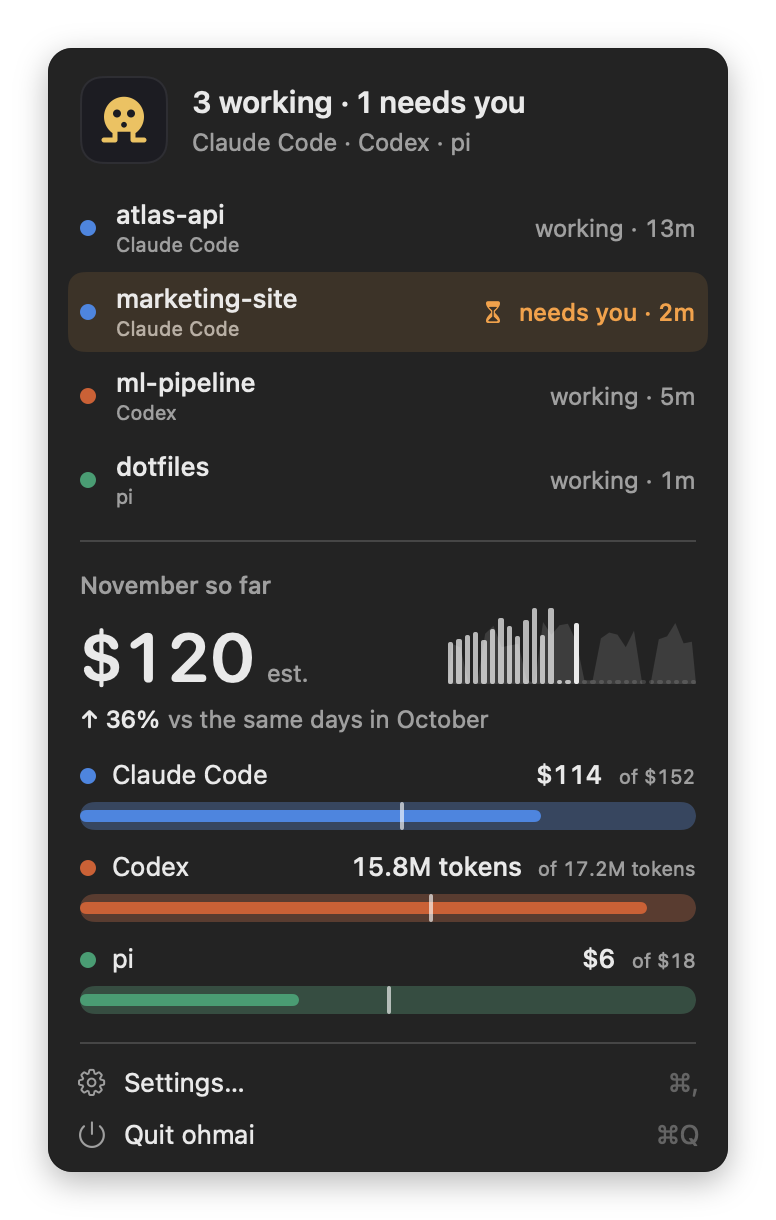 3 working · 1 needs you
Claude Code · Codex · pi
atlas-api
Claude Code
working · 13m
marketing-site
Claude Code
needs you · 2m
ml-pipeline
Codex
working · 5m
dotfiles
pi
working · 1m
November so far
$120 est.
↑ 36% vs the same days in October
Claude Code $114 of $152
Codex 15.8M tokens of 17.2M tokens
pi $6 of $18
Settings... ⌘,
Quit ohmai ⌘Q